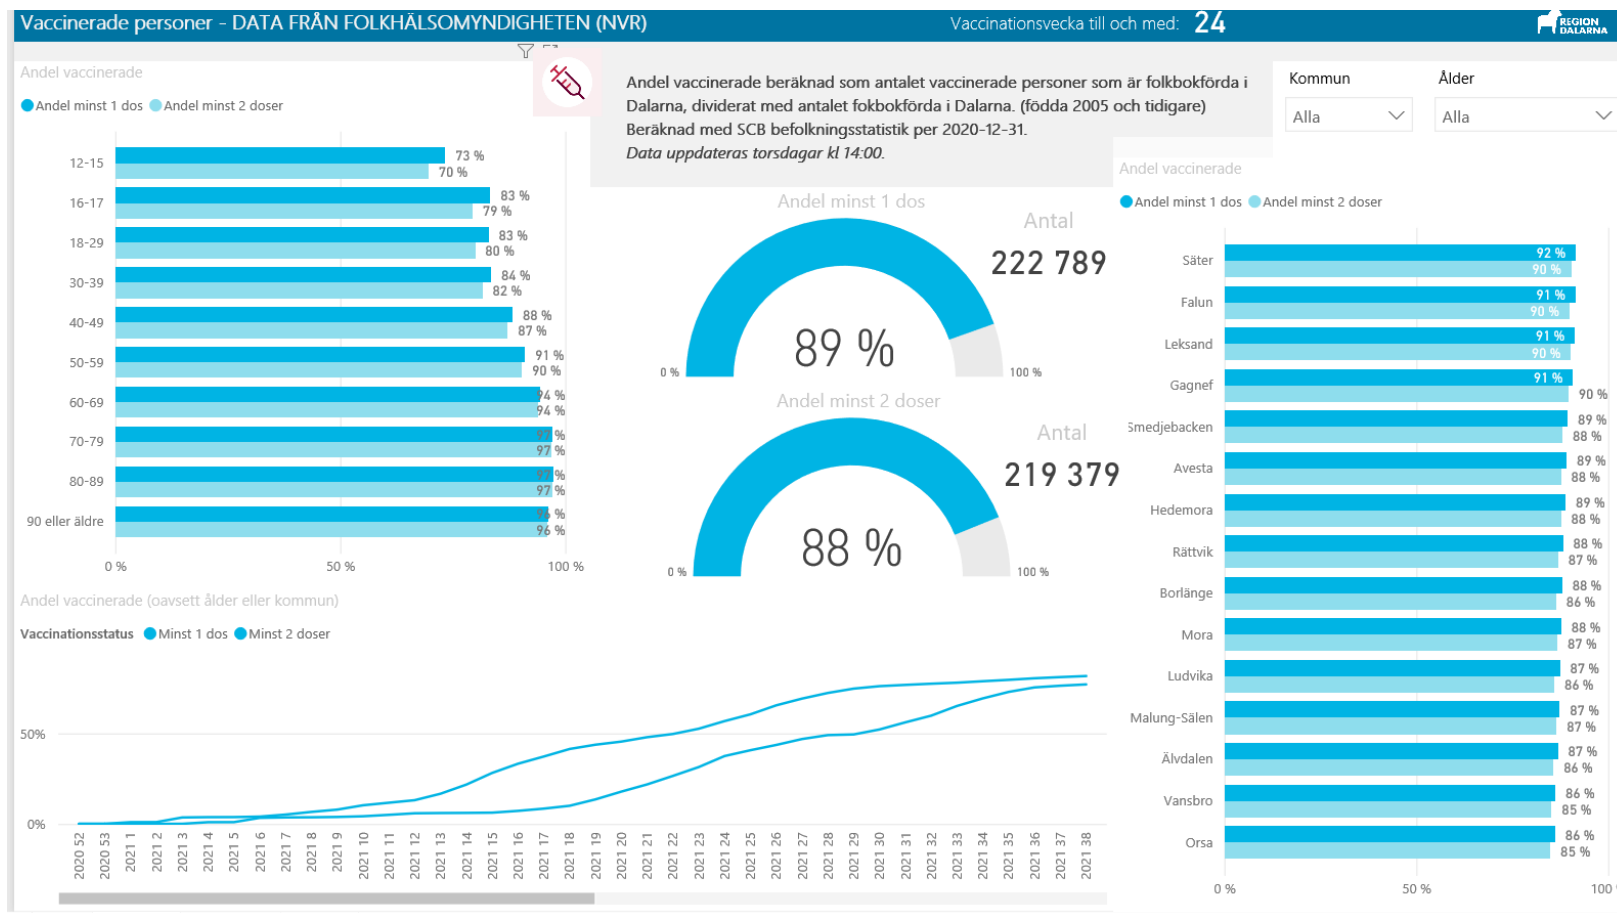 Vaccinerade personer - DATA FRÅN FOLKHÄLSOMYNDIGHETEN (NVR)
Vaccinationsvecka till och med: 24
REGION
DALARNA
Andel vaccinerade
Andel minst 1 dos Andel minst 2 doser
12-15 73 %
70 %
16-17 83 %
79 %
18-29 83 %
80 %
30-39 84 %
82 %
40-49 88 %
87 %
50-59 91 %
90 %
60-69 94 %
94 %
70-79 97 %
97 %
80-89 97 %
97 %
90 eller äldre 96 %
96 %
0 % 50 % 100 %
Andel vaccinerade beräknad som antalet vaccinerade personer som är folkbokförda i
Dalarna, dividerat med antalet fokbokförda i Dalarna. (födda 2005 och tidigare)
Beräknad med SCB befolkningsstatistik per 2020-12-31.
Data uppdateras torsdagar kl 14:00.
Kommun Ålder
Alla Alla
Andel minst 1 dos
Antal
222 789
89 %
0 % 100 %
Andel minst 2 doser
Antal
219 379
88 %
0 % 100 %
Andel vaccinerade
Andel minst 1 dos Andel minst 2 doser
Säter 92 %
90 %
Falun 91 %
90 %
Leksand 91 %
90 %
Gagnef 91 %
90 %
Smedjebacken 89 %
88 %
Avesta 89 %
88 %
Hedemora 89 %
88 %
Rättvik 88 %
87 %
Borlänge 88 %
86 %
Mora 88 %
87 %
Ludvika 87 %
86 %
Malung-Sälen 87 %
87 %
Älvdalen 87 %
86 %
Vansbro 86 %
85 %
Orsa 86 %
85 %
0 % 50 % 100
Andel vaccinerade (oavsett ålder eller kommun)
Vaccinationsstatus Minst 1 dos Minst 2 doser
50%
0%
2020 52
2020 53
2021 1
2021 2
2021 3
2021 4
2021 5
2021 6
2021 7
2021 8
2021 9
2021 10
2021 11
2021 12
2021 13
2021 14
2021 15
2021 16
2021 17
2021 18
2021 19
2021 20
2021 21
2021 22
2021 23
2021 24
2021 25
2021 26
2021 27
2021 28
2021 29
2021 30
2021 31
2021 32
2021 33
2021 34
2021 35
2021 36
2021 37
2021 38